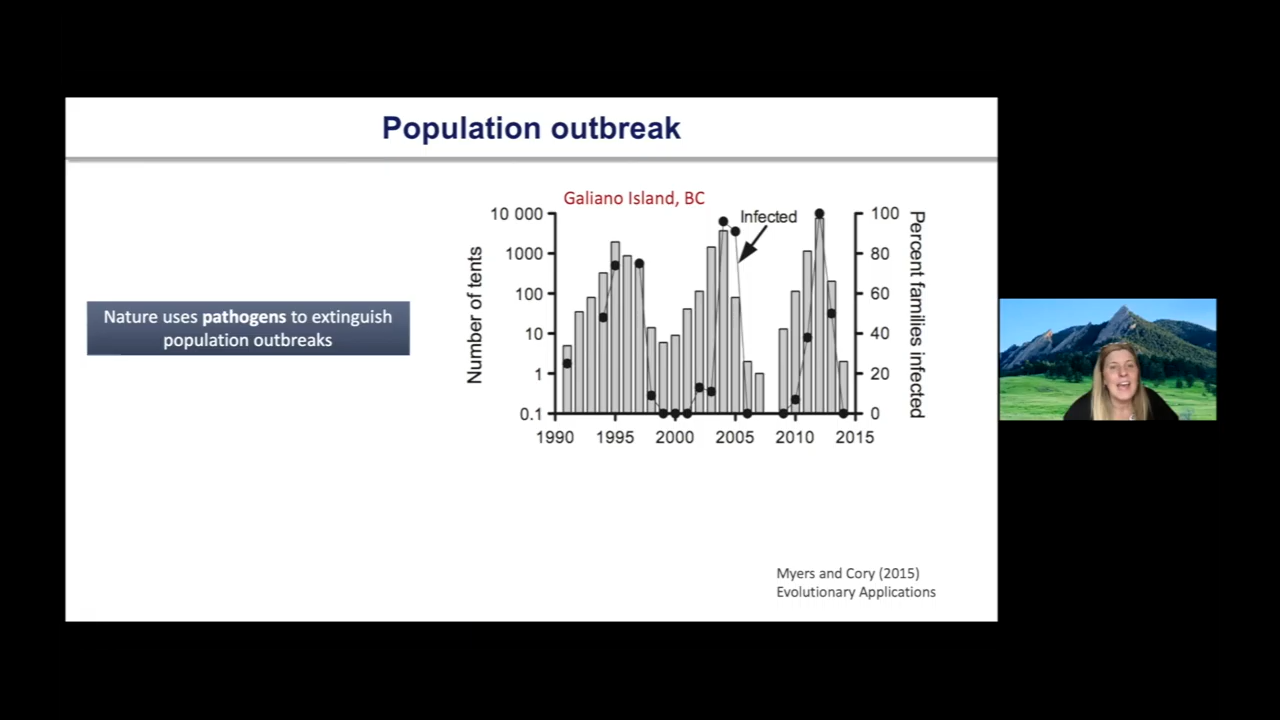 Population outbreak
Nature uses pathogens to extinguish
population outbreaks
Galiano Island, BC
Infected
Number of tents
10 000
1000
100
10
1
0.1
1990 1995 2000 2005 2010 2015
100
80
60
40
20
0
Percent families infected
Myers and Cory (2015)
Evolutionary Applications